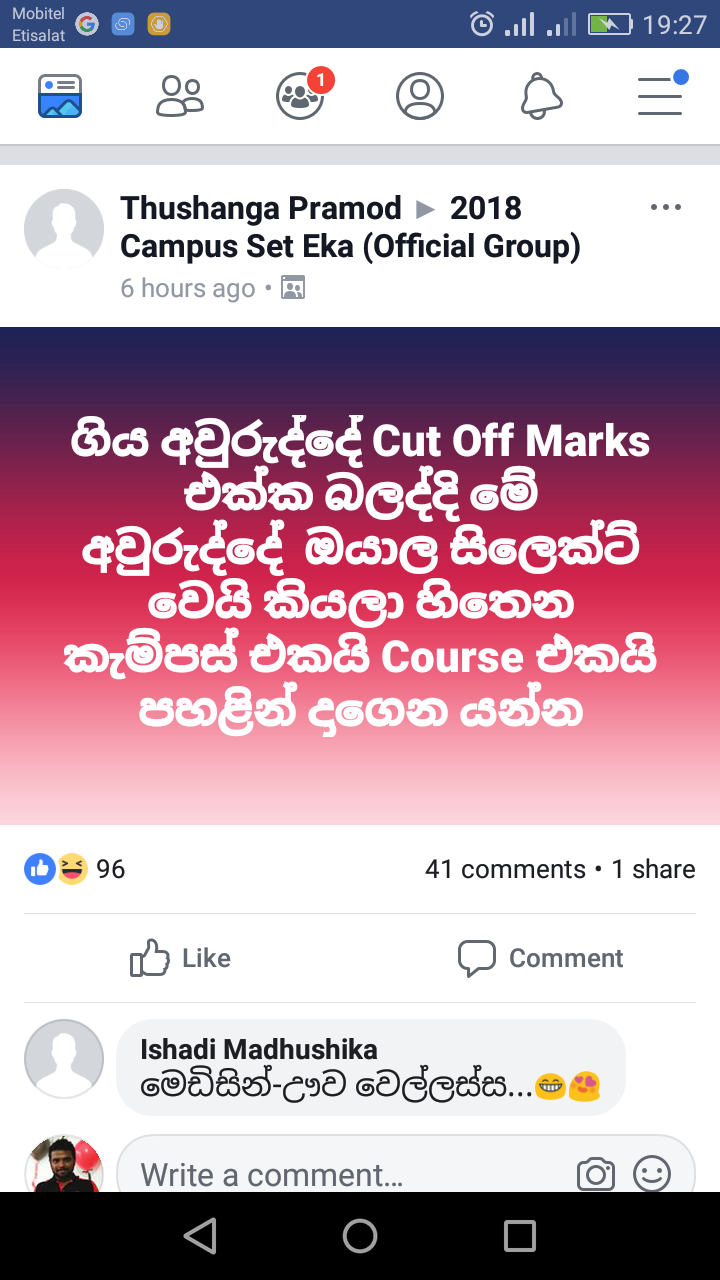 Mobitel
Etisalat
19:27
1
Thushanga Pramod ▶ 2018
Campus Set Eka (Official Group)
6 hours ago •
ගිය අවුරුද්දේ Cut Off Marks
එක්ක බලද්දි මේ
අවුරුද්දේ ඔයාල සිලෙක්ට්
වෙයි කියලා හිතෙන
කැම්පස් එකයි Course එකයි
පහළින් දාගෙන යන්න
96
41 comments • 1 share
Like
Comment
Ishadi Madhushika
මෙඩිසින්-ඌව වෙල්ලස්ස...😁😍
Write a comment...